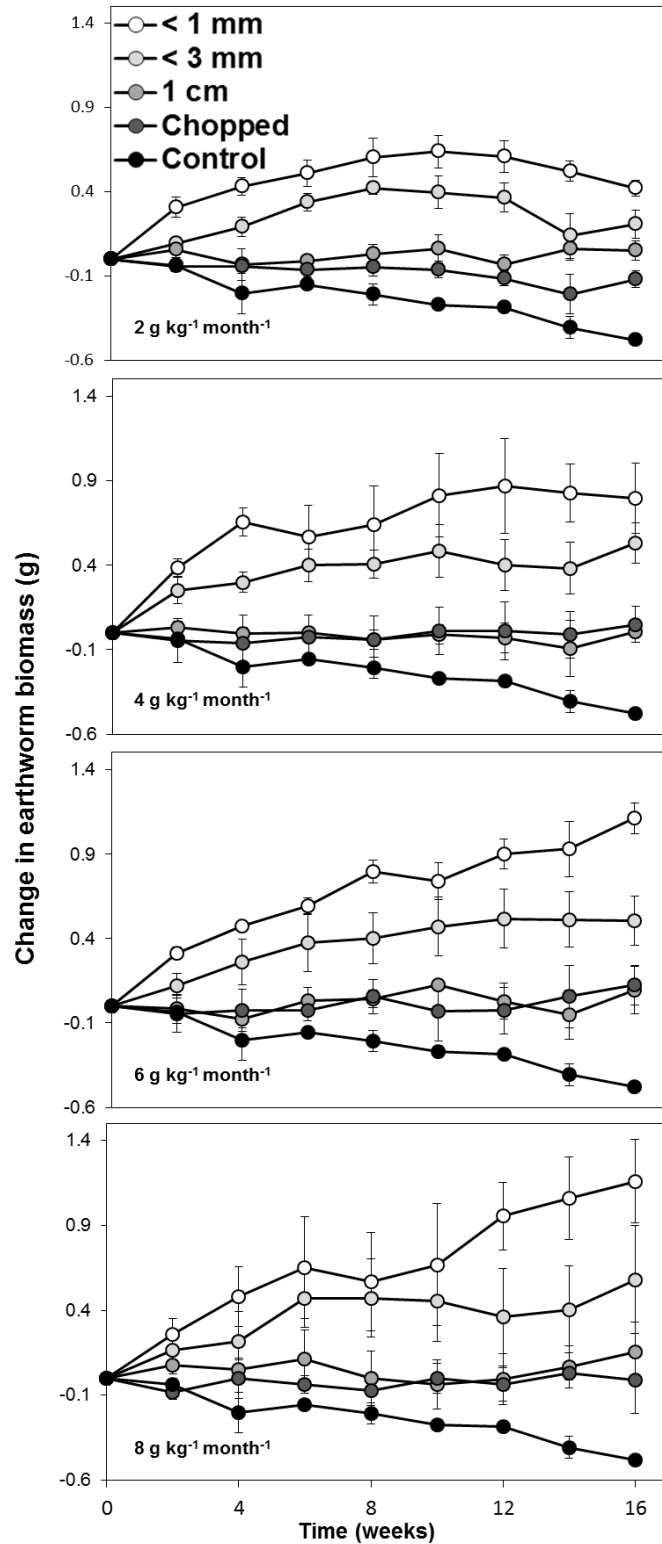 1.4
0.9
0.4
-0.1
-0.6
< 1 mm
< 3 mm
1 cm
Chopped
Control
2 g kg⁻¹ month⁻¹
1.4
0.9
0.4
-0.1
-0.6
4 g kg⁻¹ month⁻¹
Change in earthworm biomass (g)
1.4
0.9
0.4
-0.1
-0.6
6 g kg⁻¹ month⁻¹
1.4
0.9
0.4
-0.1
-0.6
8 g kg⁻¹ month⁻¹
0 4 8 12 16
Time (weeks)